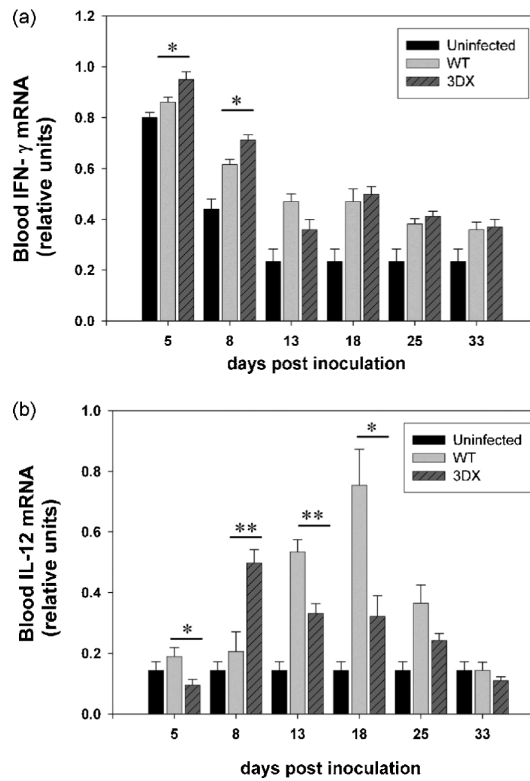 (a)
1.2
1.0
0.8
0.6
0.4
0.2
0.0
Blood IFN- γ mRNA
(relative units)
Uninfected
WT
3DX
*
*
5 8 13 18 25 33
days post inoculation
(b)
1.0
0.8
0.6
0.4
0.2
0.0
Blood IL-12 mRNA
(relative units)
Uninfected
WT
3DX
*
**
**
*
5 8 13 18 25 33
days post inoculation